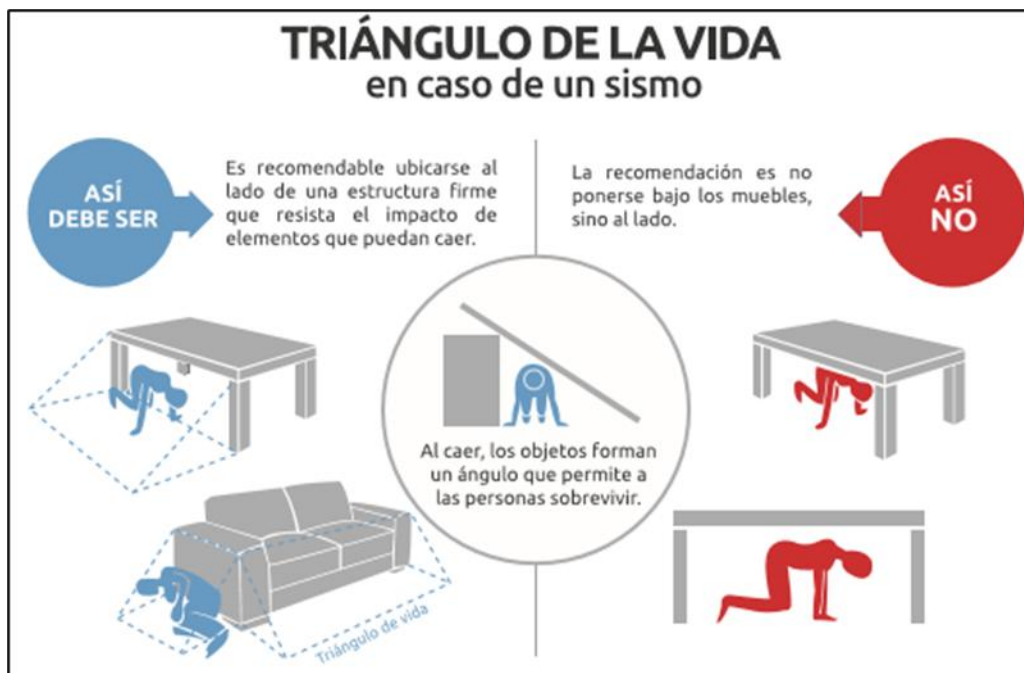 TRIÁNGULO DE LA VIDA
en caso de un sismo
ASÍ
DEBE SER
Es recomendable ubicarse al
lado de una estructura firme
que resista el impacto de
elementos que puedan caer.
La recomendación es no
ponerse bajo los muebles,
sino al lado.
ASÍ
NO
Al caer, los objetos forman
un ángulo que permite a
las personas sobrevivir.
Triángulo de vida